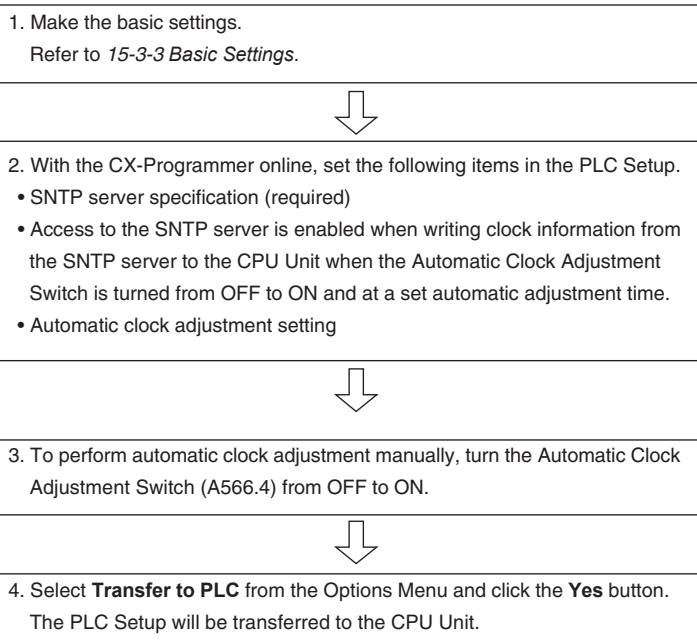 1. Make the basic settings.
Refer to 15-3-3 Basic Settings.
2. With the CX-Programmer online, set the following items in the PLC Setup.
• SNTP server specification (required)
• Access to the SNTP server is enabled when writing clock information from
the SNTP server to the CPU Unit when the Automatic Clock Adjustment
Switch is turned from OFF to ON and at a set automatic adjustment time.
• Automatic clock adjustment setting
3. To perform automatic clock adjustment manually, turn the Automatic Clock
Adjustment Switch (A566.4) from OFF to ON.
4. Select Transfer to PLC from the Options Menu and click the Yes button.
The PLC Setup will be transferred to the CPU Unit.